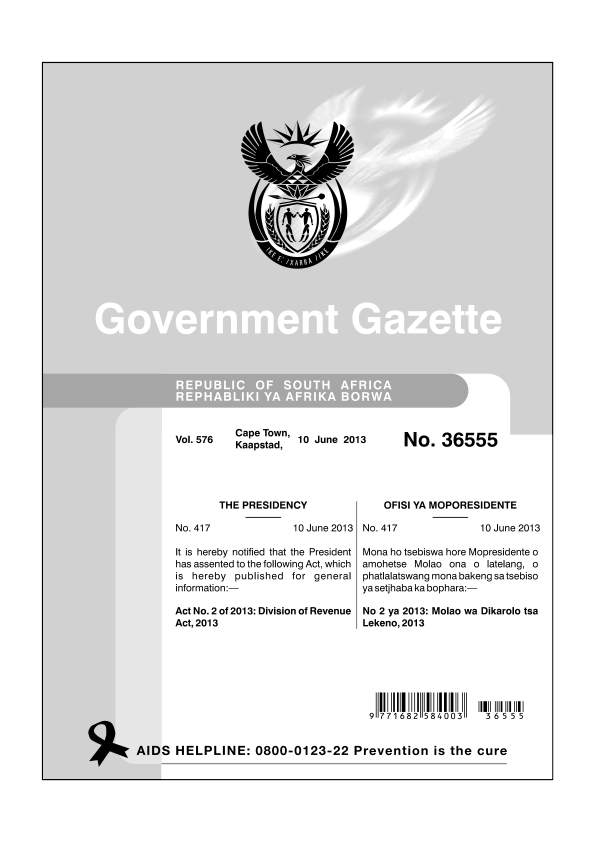 !KE E: /XARRA //KE
Government Gazette
REPUBLIC OF SOUTH AFRICA
REPHABLIKI YA AFRIKA BORWA
Vol. 576
Cape Town,
Kaapstad,
10 June 2013
No. 36555
THE PRESIDENCY
No. 417 10 June 2013
It is hereby notified that the President
has assented to the following Act, which
is hereby published for general
information:—
Act No. 2 of 2013: Division of Revenue
Act, 2013
OFISI YA MOPORESIDENTE
No. 417 10 June 2013
Mona ho tsebiswa hore Mopresidente o
amohetse Molao ona o latelang, o
phatlalatswang mona bakeng sa tsebiso
ya setjhaba ka bophara:—
No 2 ya 2013: Molao wa Dikarolo tsa
Lekeno, 2013
9 771682 584003
36555
AIDS HELPLINE: 0800-0123-22 Prevention is the cure